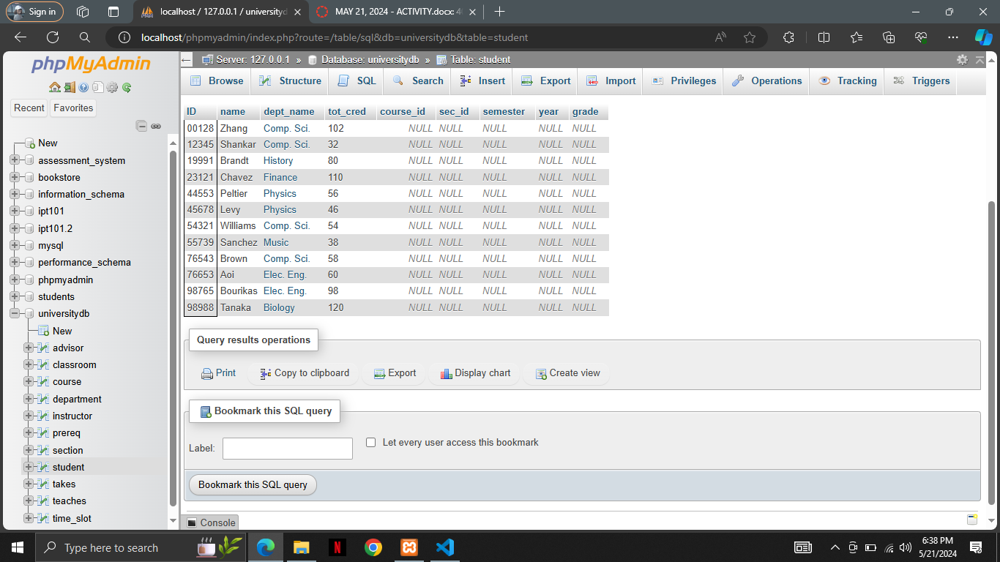 Sign in
localhost / 127.0.0.1 / universityd
MAY 21, 2024 - ACTIVITY.docx: 4
localhost/phpmyadmin/index.php?route=/table/sql&db=universitydb&table=student
phpMyAdmin
Recent Favorites
New
assessment_system
bookstore
information_schema
ipt101
ipt101.2
mysql
performance_schema
phpmyadmin
students
universitydb
New
advisor
classroom
course
department
instructor
prereq
section
student
takes
teaches
time_slot
Server: 127.0.0.1 » Database: universitydb » Table: student
Browse Structure SQL Search Insert Export Import Privileges Operations Tracking Triggers
ID name dept_name tot_cred course_id sec_id semester year grade
00128 Zhang Comp. Sci. 102 NULL NULL NULL NULL NULL
12345 Shankar Comp. Sci. 32 NULL NULL NULL NULL NULL
19991 Brandt History 80 NULL NULL NULL NULL NULL
23121 Chavez Finance 110 NULL NULL NULL NULL NULL
44553 Peltier Physics 56 NULL NULL NULL NULL NULL
45678 Levy Physics 46 NULL NULL NULL NULL NULL
54321 Williams Comp. Sci. 54 NULL NULL NULL NULL NULL
55739 Sanchez Music 38 NULL NULL NULL NULL NULL
76543 Brown Comp. Sci. 58 NULL NULL NULL NULL NULL
76653 Aoi Elec. Eng. 60 NULL NULL NULL NULL NULL
98765 Bourikas Elec. Eng. 98 NULL NULL NULL NULL NULL
98988 Tanaka Biology 120 NULL NULL NULL NULL NULL
Query results operations
Print Copy to clipboard Export Display chart Create view
Bookmark this SQL query
Label: Let every user access this bookmark
Bookmark this SQL query
Console
Type here to search
6:38 PM
5/21/2024